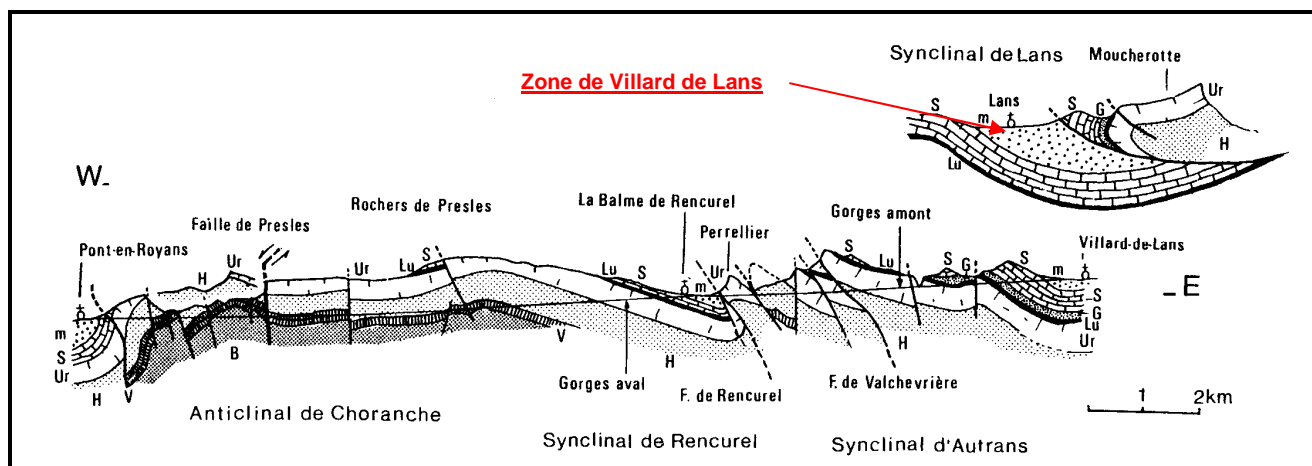 Synclinal de Lans
Moucherotte
Zone de Villard de Lans
S
m
Lans
S
G
Ur
H
Lu
W_
Pont-en-Royans
Faille de Presles
Rochers de Presles
La Balme de Rencurel
Perrellier
Gorges amont
Villard-de-Lans
_ E
Ur
H
Ur
Lu
S
Lu
S
m
Ur
S
Lu
S
G
m
S
G
Lu
Ur
m
S
Ur
H
V
B
V
H
H
Gorges aval
F. de Rencurel
F. de Valchevrière
1
2km
Anticlinal de Choranche
Synclinal de Rencurel
Synclinal d'Autrans